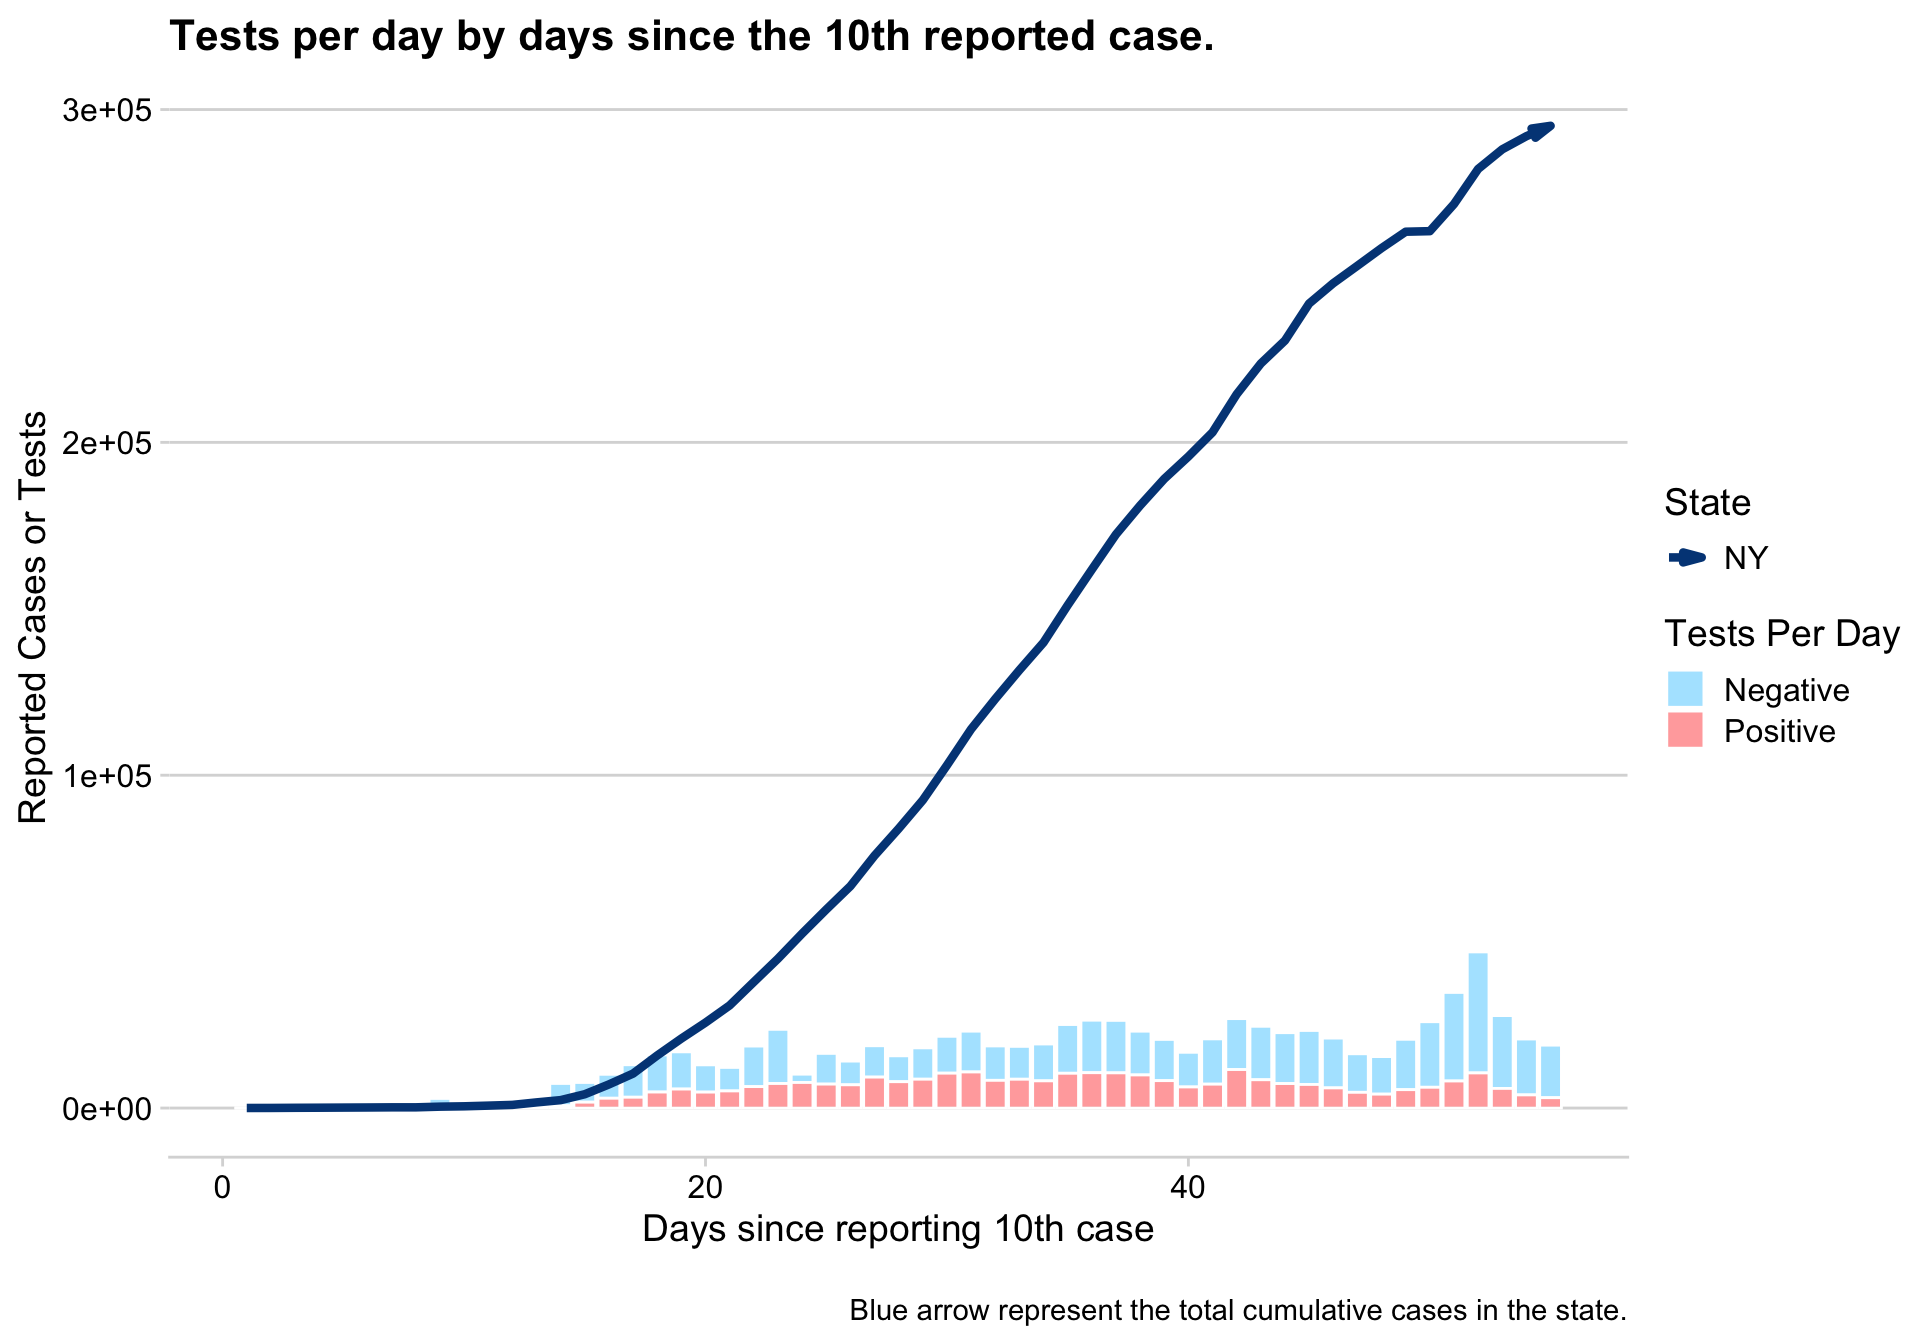 Tests per day by days since the 10th reported case.
3e+05
2e+05
1e+05
0e+00
Reported Cases or Tests
0
20
40
Days since reporting 10th case
State
NY
Tests Per Day
Negative
Positive
Blue arrow represent the total cumulative cases in the state.